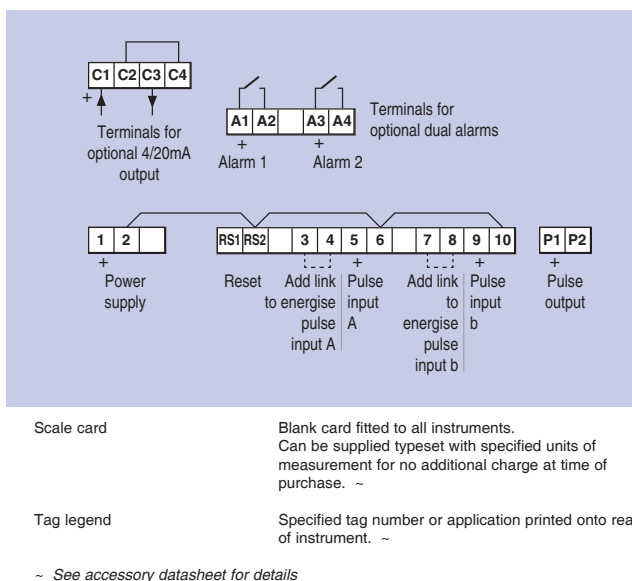 C1 C2 C3 C4
+
Terminals for
optional 4/20mA
output
A1 A2 A3 A4
+ +
Alarm 1 Alarm 2
Terminals for
optional dual alarms
1 2 RS1 RS2 3 4 5 6 7 8 9 10 P1 P2
+ + + +
Power
supply
Reset
Add link
to energise
pulse
input A
Pulse
input
A
Add link
to
energise
pulse
input b
Pulse
input
b
Pulse
output
Scale card
Blank card fitted to all instruments.
Can be supplied typeset with specified units of
measurement for no additional charge at time of
purchase. ~
Tag legend
Specified tag number or application printed onto rea
of instrument. ~
~ See accessory datasheet for details